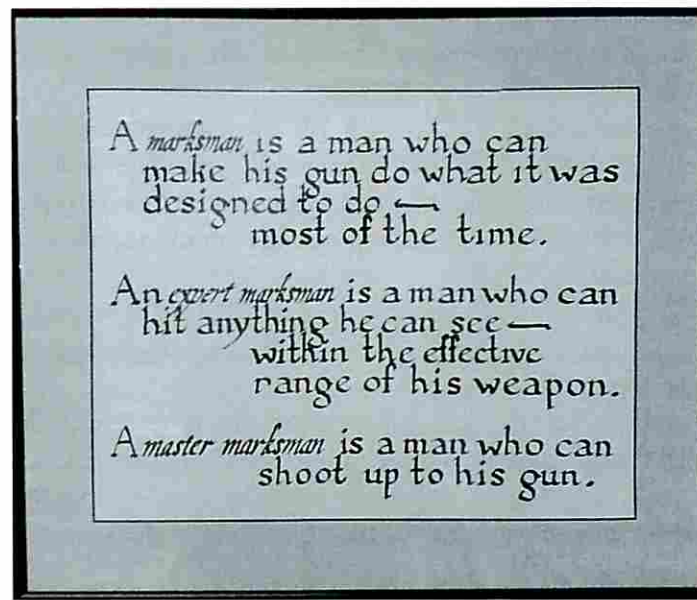 A marksman is a man who can
make his gun do what it was
designed to do —
most of the time.
An expert marksman is a man who can
hit anything he can see —
within the effective
range of his weapon.
A master marksman is a man who can
shoot up to his gun.